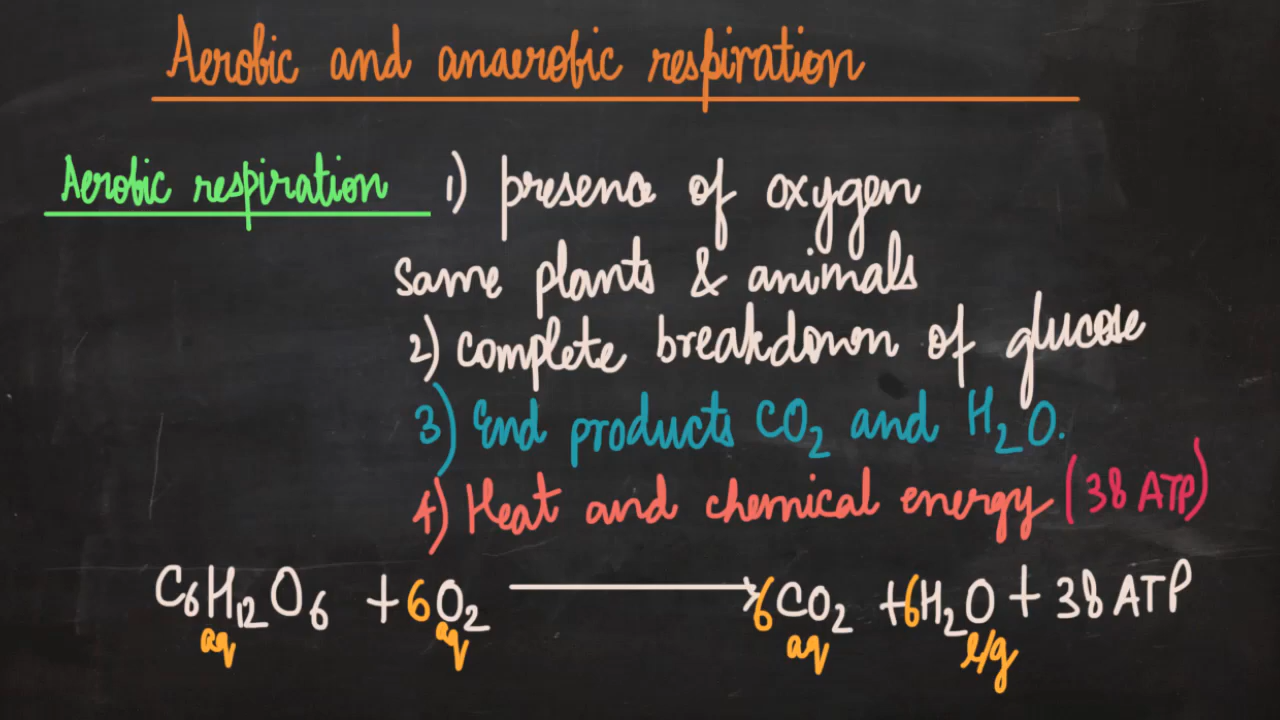 Aerobic and anaerobic respiration
Aerobic respiration 1) presence of oxygen
same plants & animals
2) complete breakdown of glucose
3) End products CO₂ and H₂O.
4) Heat and chemical energy (38 ATP)
C₆H₁₂O₆ + 6O₂ → 6CO₂ + 6H₂O + 38 ATP
aq aq aq l/g